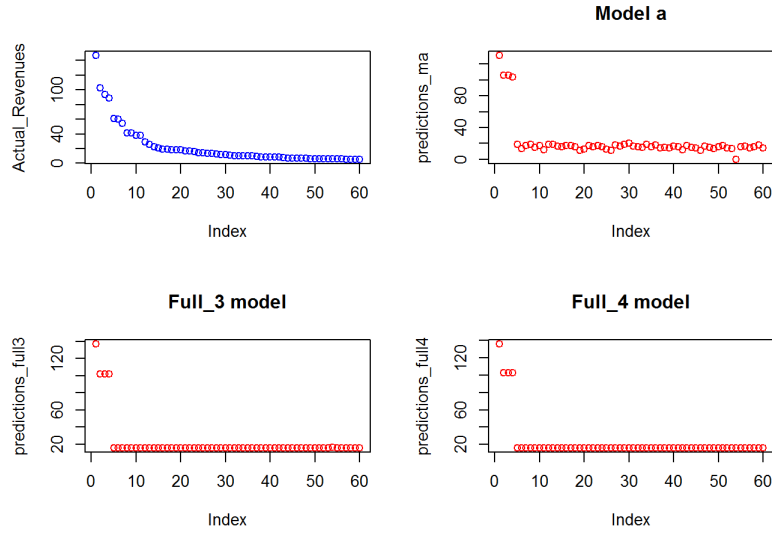 Model a
Actual_Revenues
0 40 100
0 10 20 30 40 50 60
Index
predictions_ma
0 40 80
0 10 20 30 40 50 60
Index
Full_3 model
predictions_full3
20 60 120
0 10 20 30 40 50 60
Index
Full_4 model
predictions_full4
20 60 120
0 10 20 30 40 50 60
Index